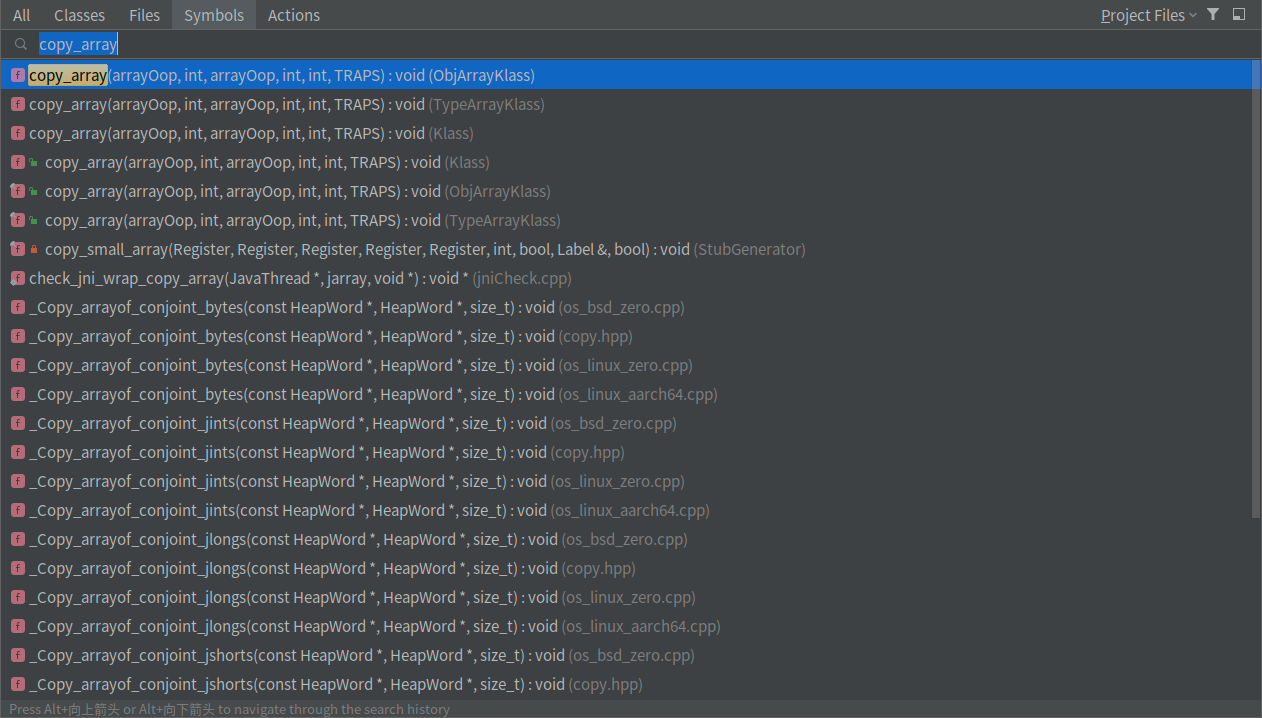 All Classes Files Symbols Actions Project Files
copy_array
f copy_array(arrayOop, int, arrayOop, int, int, TRAPS) : void (ObjArrayKlass)
f copy_array(arrayOop, int, arrayOop, int, int, TRAPS) : void (TypeArrayKlass)
f copy_array(arrayOop, int, arrayOop, int, int, TRAPS) : void (Klass)
f copy_array(arrayOop, int, arrayOop, int, int, TRAPS) : void (Klass)
f copy_array(arrayOop, int, arrayOop, int, int, TRAPS) : void (ObjArrayKlass)
f copy_array(arrayOop, int, arrayOop, int, int, TRAPS) : void (TypeArrayKlass)
f copy_small_array(Register, Register, Register, Register, Register, int, bool, Label &, bool) : void (StubGenerator)
f check_jni_wrap_copy_array(JavaThread *, jarray, void *) : void * (jniCheck.cpp)
f _Copy_arrayof_conjoint_bytes(const HeapWord *, HeapWord *, size_t) : void (os_bsd_zero.cpp)
f _Copy_arrayof_conjoint_bytes(const HeapWord *, HeapWord *, size_t) : void (copy.hpp)
f _Copy_arrayof_conjoint_bytes(const HeapWord *, HeapWord *, size_t) : void (os_linux_zero.cpp)
f _Copy_arrayof_conjoint_bytes(const HeapWord *, HeapWord *, size_t) : void (os_linux_aarch64.cpp)
f _Copy_arrayof_conjoint_jints(const HeapWord *, HeapWord *, size_t) : void (os_bsd_zero.cpp)
f _Copy_arrayof_conjoint_jints(const HeapWord *, HeapWord *, size_t) : void (copy.hpp)
f _Copy_arrayof_conjoint_jints(const HeapWord *, HeapWord *, size_t) : void (os_linux_zero.cpp)
f _Copy_arrayof_conjoint_jints(const HeapWord *, HeapWord *, size_t) : void (os_linux_aarch64.cpp)
f _Copy_arrayof_conjoint_jlongs(const HeapWord *, HeapWord *, size_t) : void (os_bsd_zero.cpp)
f _Copy_arrayof_conjoint_jlongs(const HeapWord *, HeapWord *, size_t) : void (copy.hpp)
f _Copy_arrayof_conjoint_jlongs(const HeapWord *, HeapWord *, size_t) : void (os_linux_zero.cpp)
f _Copy_arrayof_conjoint_jlongs(const HeapWord *, HeapWord *, size_t) : void (os_linux_aarch64.cpp)
f _Copy_arrayof_conjoint_jshorts(const HeapWord *, HeapWord *, size_t) : void (os_bsd_zero.cpp)
f _Copy_arrayof_conjoint_jshorts(const HeapWord *, HeapWord *, size_t) : void (copy.hpp)
Press Alt+向上箭头 or Alt+向下箭头 to navigate through the search history